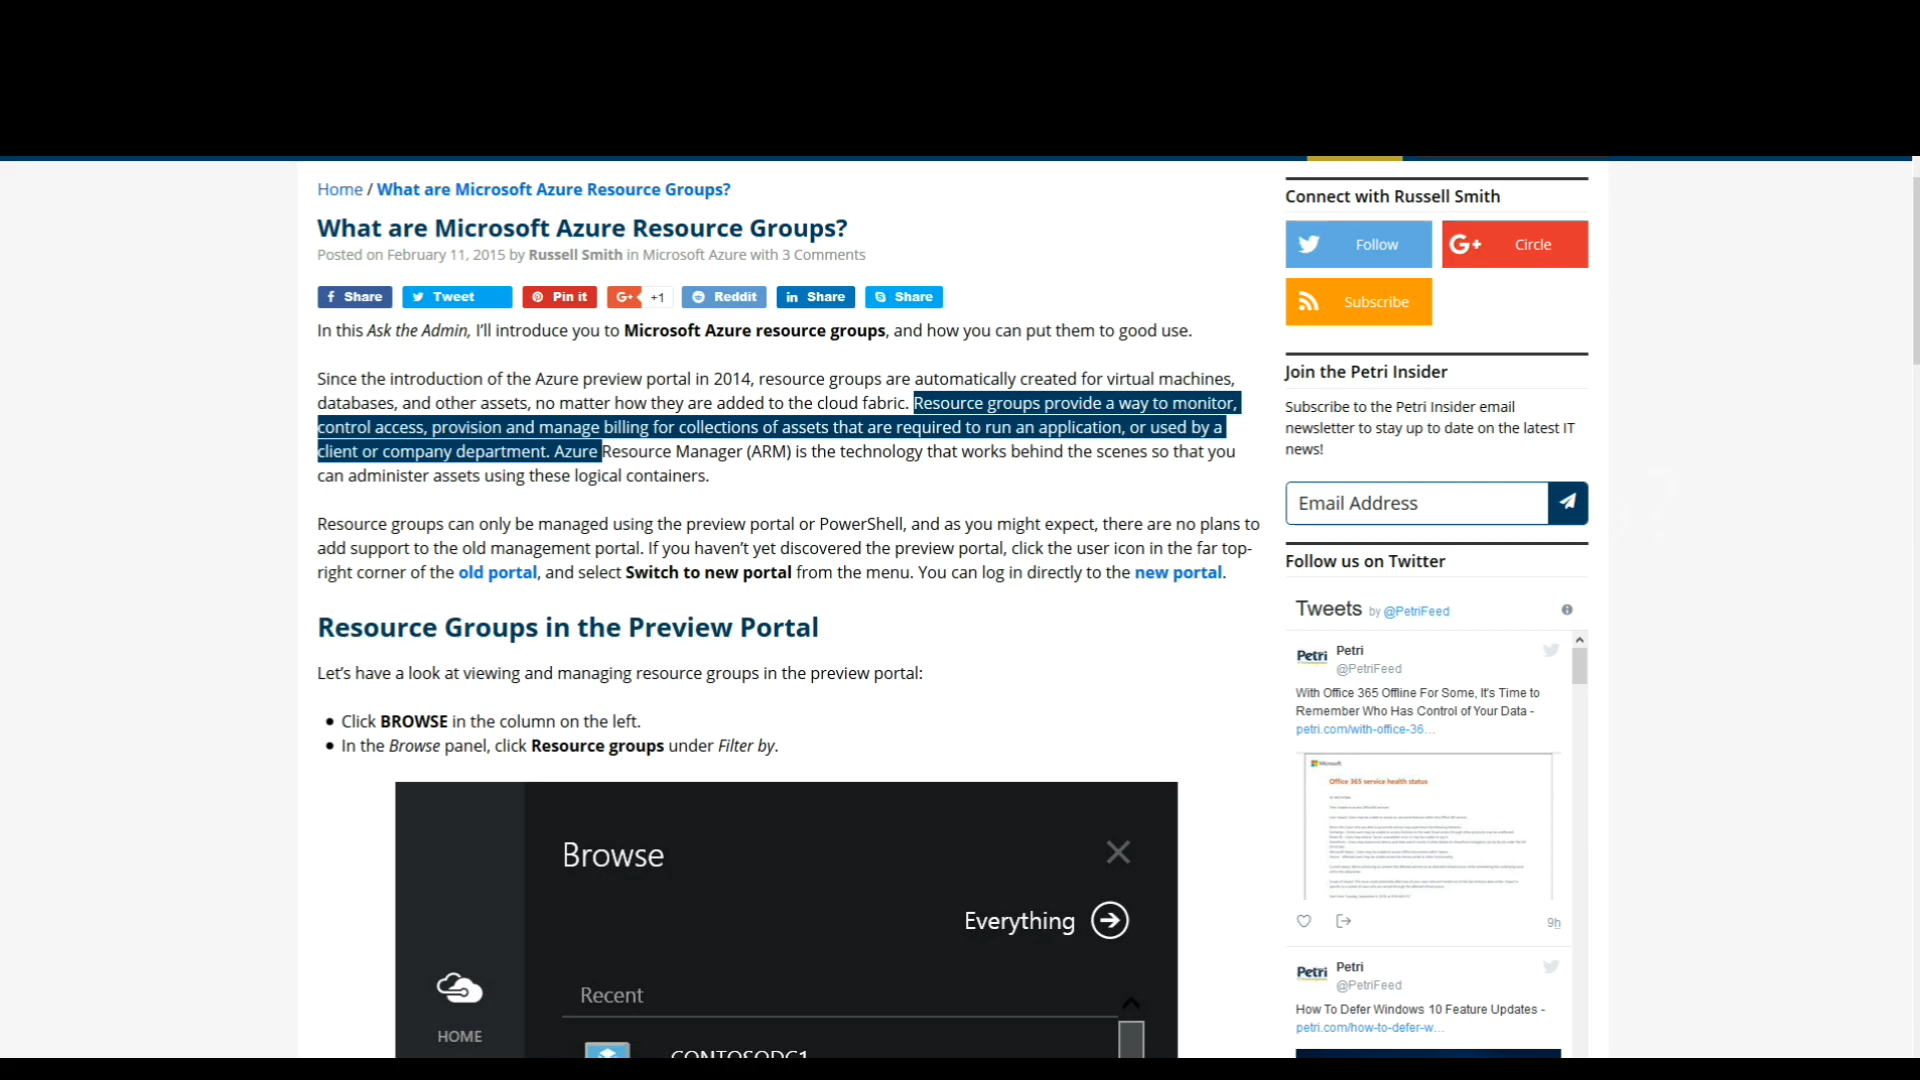 Home / What are Microsoft Azure Resource Groups?
What are Microsoft Azure Resource Groups?
Posted on February 11, 2015 by Russell Smith in Microsoft Azure with 3 Comments
Share
Tweet
Pin it
G+ +1
Reddit
in Share
Share
In this Ask the Admin, I'll introduce you to Microsoft Azure resource groups, and how you can put them to good use.
Since the introduction of the Azure preview portal in 2014, resource groups are automatically created for virtual machines,
databases, and other assets, no matter how they are added to the cloud fabric. Resource groups provide a way to monitor,
control access, provision and manage billing for collections of assets that are required to run an application, or used by a
client or company department. Azure Resource Manager (ARM) is the technology that works behind the scenes so that you
can administer assets using these logical containers.
Resource groups can only be managed using the preview portal or PowerShell, and as you might expect, there are no plans to
add support to the old management portal. If you haven't yet discovered the preview portal, click the user icon in the far top-
right corner of the old portal, and select Switch to new portal from the menu. You can log in directly to the new portal.
Resource Groups in the Preview Portal
Let's have a look at viewing and managing resource groups in the preview portal:
• Click BROWSE in the column on the left.
• In the Browse panel, click Resource groups under Filter by.
Browse
Everything
Recent
HOME
CONTOSODC1
Connect with Russell Smith
Follow
G+ Circle
Subscribe
Join the Petri Insider
Subscribe to the Petri Insider email
newsletter to stay up to date on the latest IT
news!
Email Address
Follow us on Twitter
Tweets by @PetriFeed
Petri
Petri
@PetriFeed
With Office 365 Offline For Some, It's Time to
Remember Who Has Control of Your Data -
petri.com/with-office-36…
Microsoft
Office 365 service health status
9h
Petri
Petri
@PetriFeed
How To Defer Windows 10 Feature Updates -
petri.com/how-to-defer-w…